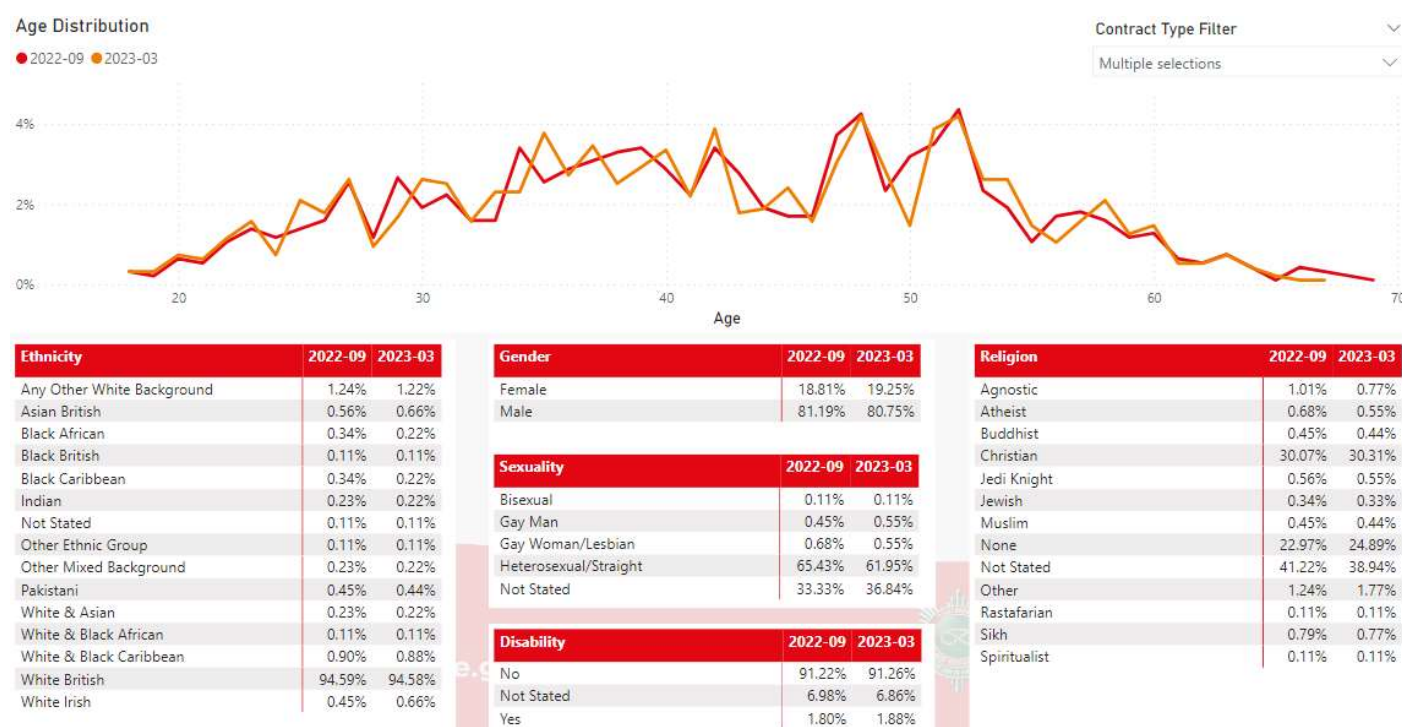 Age Distribution
Contract Type Filter
2022-09 2023-03
Multiple selections
4%
2%
0%
20 30 40 50 60 70
Age
Ethnicity 2022-09 2023-03
Any Other White Background 1.24% 1.22%
Asian British 0.56% 0.66%
Black African 0.34% 0.22%
Black British 0.11% 0.11%
Black Caribbean 0.34% 0.22%
Indian 0.23% 0.22%
Not Stated 0.11% 0.11%
Other Ethnic Group 0.11% 0.11%
Other Mixed Background 0.23% 0.22%
Pakistani 0.45% 0.44%
White & Asian 0.23% 0.22%
White & Black African 0.11% 0.11%
White & Black Caribbean 0.90% 0.88%
White British 94.59% 94.58%
White Irish 0.45% 0.66%
Gender 2022-09 2023-03
Female 18.81% 19.25%
Male 81.19% 80.75%
Sexuality 2022-09 2023-03
Bisexual 0.11% 0.11%
Gay Man 0.45% 0.55%
Gay Woman/Lesbian 0.68% 0.55%
Heterosexual/Straight 65.43% 61.95%
Not Stated 33.33% 36.84%
Disability 2022-09 2023-03
No 91.22% 91.26%
Not Stated 6.98% 6.86%
Yes 1.80% 1.88%
Religion 2022-09 2023-03
Agnostic 1.01% 0.77%
Atheist 0.68% 0.55%
Buddhist 0.45% 0.44%
Christian 30.07% 30.31%
Jedi Knight 0.56% 0.55%
Jewish 0.34% 0.33%
Muslim 0.45% 0.44%
None 22.97% 24.89%
Not Stated 41.22% 38.94%
Other 1.24% 1.77%
Rastafarian 0.11% 0.11%
Sikh 0.79% 0.77%
Spiritualist 0.11% 0.11%